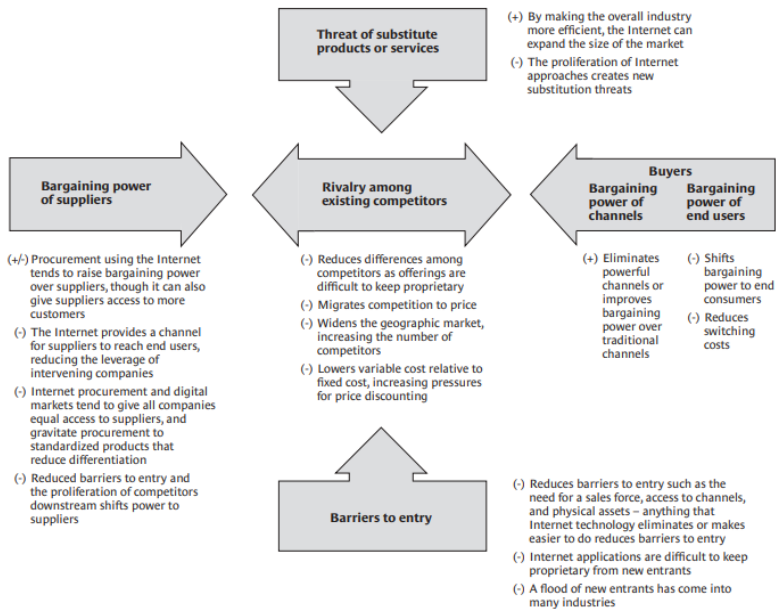 Threat of substitute
products or services
(+) By making the overall industry
more efficient, the Internet can
expand the size of the market
(-) The proliferation of Internet
approaches creates new
substitution threats
Bargaining power
of suppliers
Rivalry among
existing competitors
Buyers
Bargaining
power of
channels
Bargaining
power of
end users
(+/-) Procurement using the Internet
tends to raise bargaining power
over suppliers, though it can also
give suppliers access to more
customers
(-) The Internet provides a channel
for suppliers to reach end users,
reducing the leverage of
intervening companies
(-) Internet procurement and digital
markets tend to give all companies
equal access to suppliers, and
gravitate procurement to
standardized products that
reduce differentiation
(-) Reduced barriers to entry and
the proliferation of competitors
downstream shifts power to
suppliers
(-) Reduces differences among
competitors as offerings are
difficult to keep proprietary
(-) Migrates competition to price
(-) Widens the geographic market,
increasing the number of
competitors
(-) Lowers variable cost relative to
fixed cost, increasing pressures
for price discounting
(+) Eliminates
powerful
channels or
improves
bargaining
power over
traditional
channels
(-) Shifts
bargaining
power to end
consumers
(-) Reduces
switching
costs
Barriers to entry
(-) Reduces barriers to entry such as the
need for a sales force, access to channels,
and physical assets – anything that
Internet technology eliminates or makes
easier to do reduces barriers to entry
(-) Internet applications are difficult to keep
proprietary from new entrants
(-) A flood of new entrants has come into
many industries